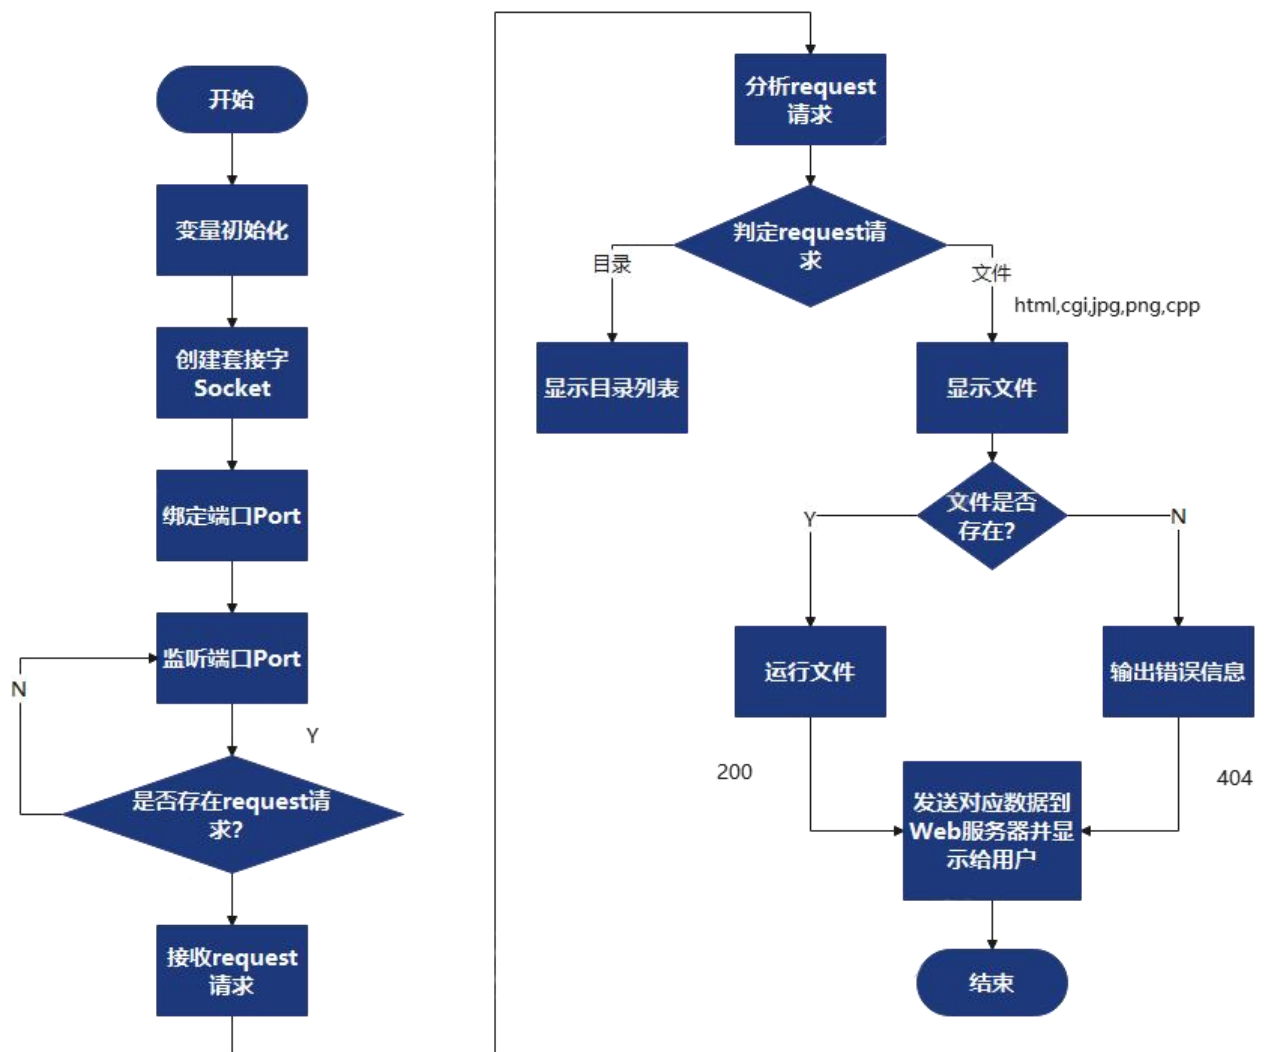 开始
变量初始化
创建套接字
Socket
绑定端口Port
监听端口Port
N
Y
是否存在request请
求？
接收request
请求
分析request
请求
判定request请
求
目录
文件
html,cgi,jpg,png,cpp
显示目录列表
显示文件
文件是否
存在？
Y
N
运行文件
输出错误信息
200
404
发送对应数据到
Web服务器并显
示给用户
结束